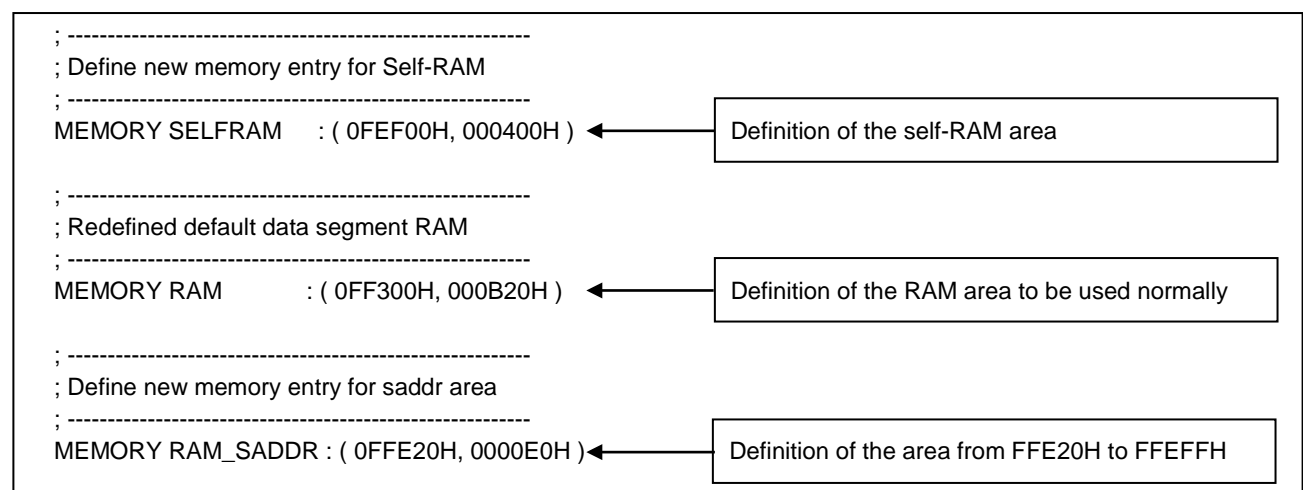 ; ---------------------------------------------------------
; Define new memory entry for Self-RAM
; ---------------------------------------------------------
MEMORY SELFRAM : ( 0FEF00H, 000400H )
Definition of the self-RAM area
; ---------------------------------------------------------
; Redefined default data segment RAM
; ---------------------------------------------------------
MEMORY RAM : ( 0FF300H, 000B20H )
Definition of the RAM area to be used normally
; ---------------------------------------------------------
; Define new memory entry for saddr area
; ---------------------------------------------------------
MEMORY RAM_SADDR : ( 0FFE20H, 0000E0H )
Definition of the area from FFE20H to FFEFFH